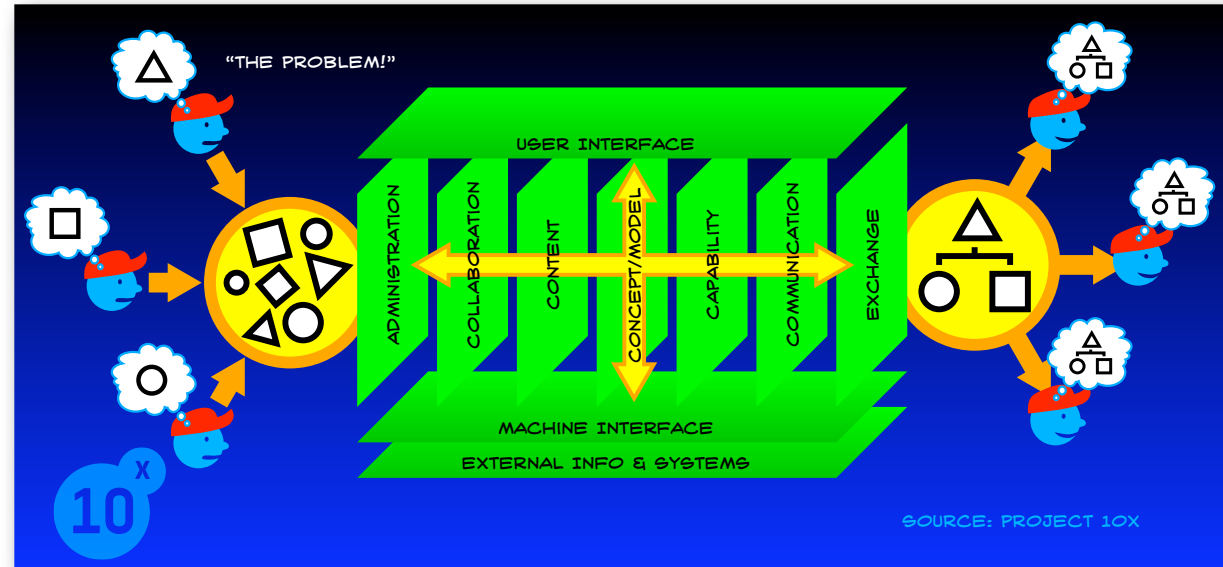 “THE PROBLEM!”
USER INTERFACE
ADMINISTRATION
COLLABORATION
CONTENT
CONCEPT/MODEL
CAPABILITY
COMMUNICATION
EXCHANGE
MACHINE INTERFACE
EXTERNAL INFO & SYSTEMS
10X
SOURCE: PROJECT 10X